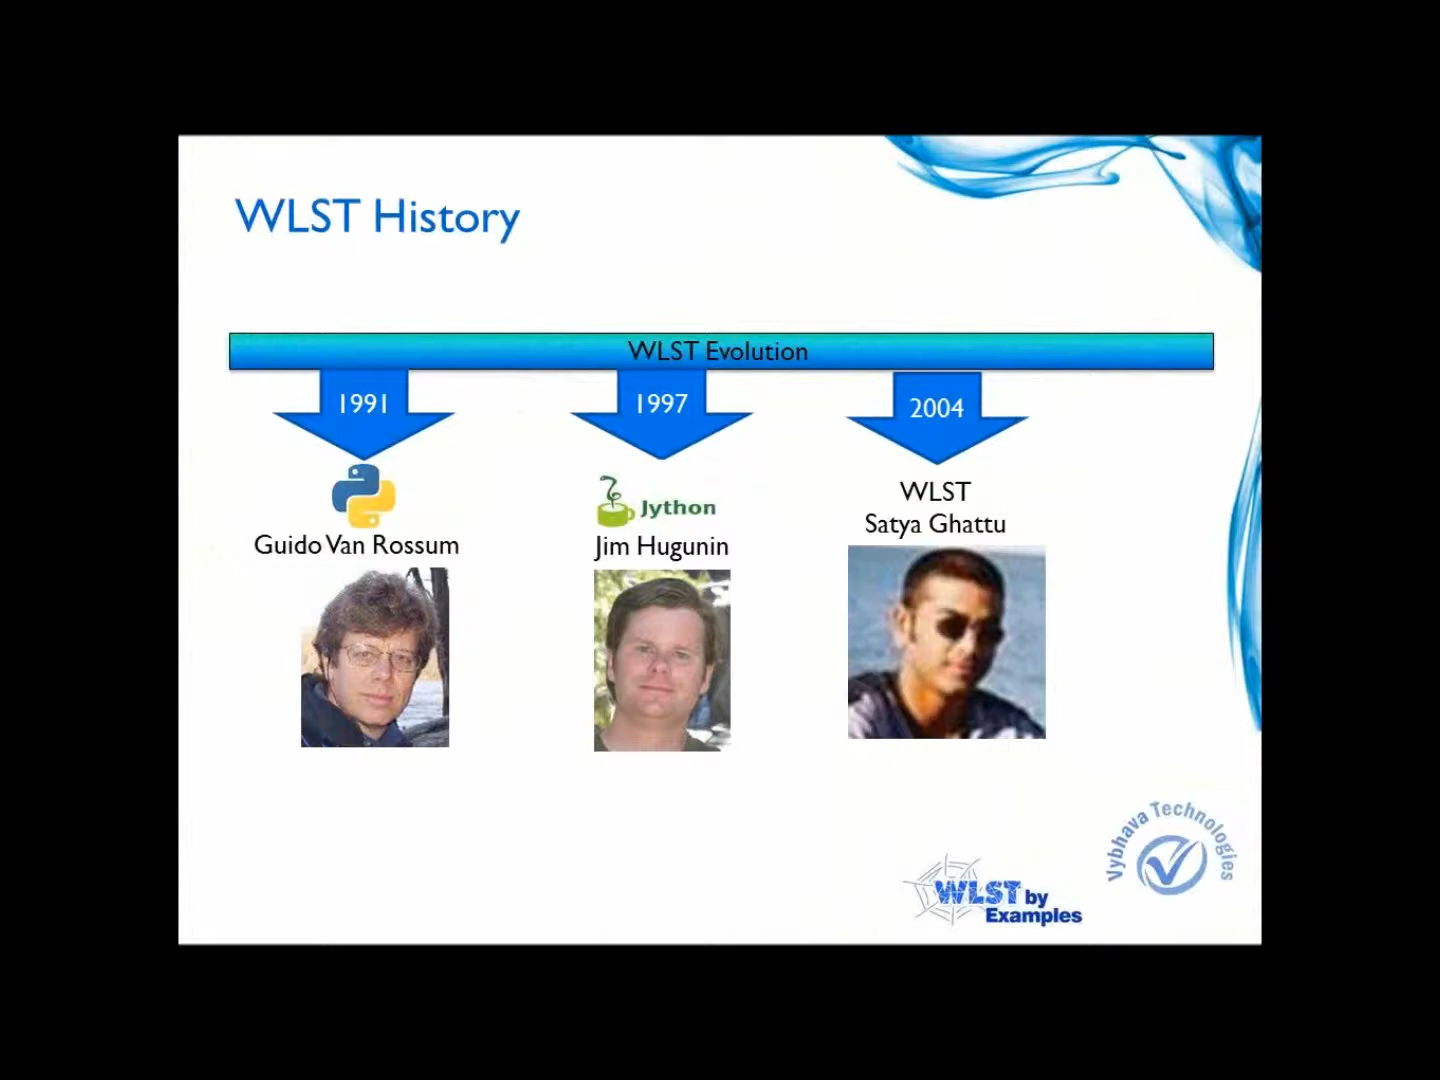 WLST History
WLST Evolution
1991
1997
2004
Jython
WLST
Guido Van Rossum
Jim Hugunin
Satya Ghattu
Vybhava Technologies
WLST by
Examples